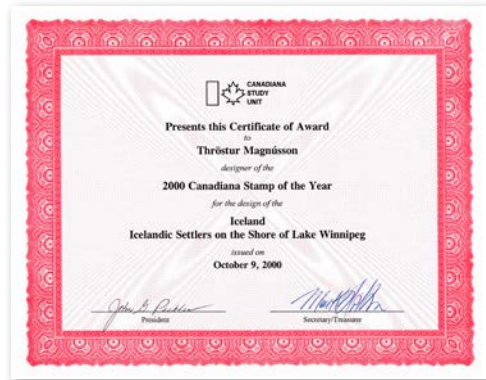 CANADIANA
STUDY
UNIT
Presents this Certificate of Award
to
Thröstur Magnússon
designer of the
2000 Canadiana Stamp of the Year
for the design of the
Iceland
Icelandic Settlers on the Shore of Lake Winnipeg
issued on
October 9, 2000
President Secretary/Treasurer